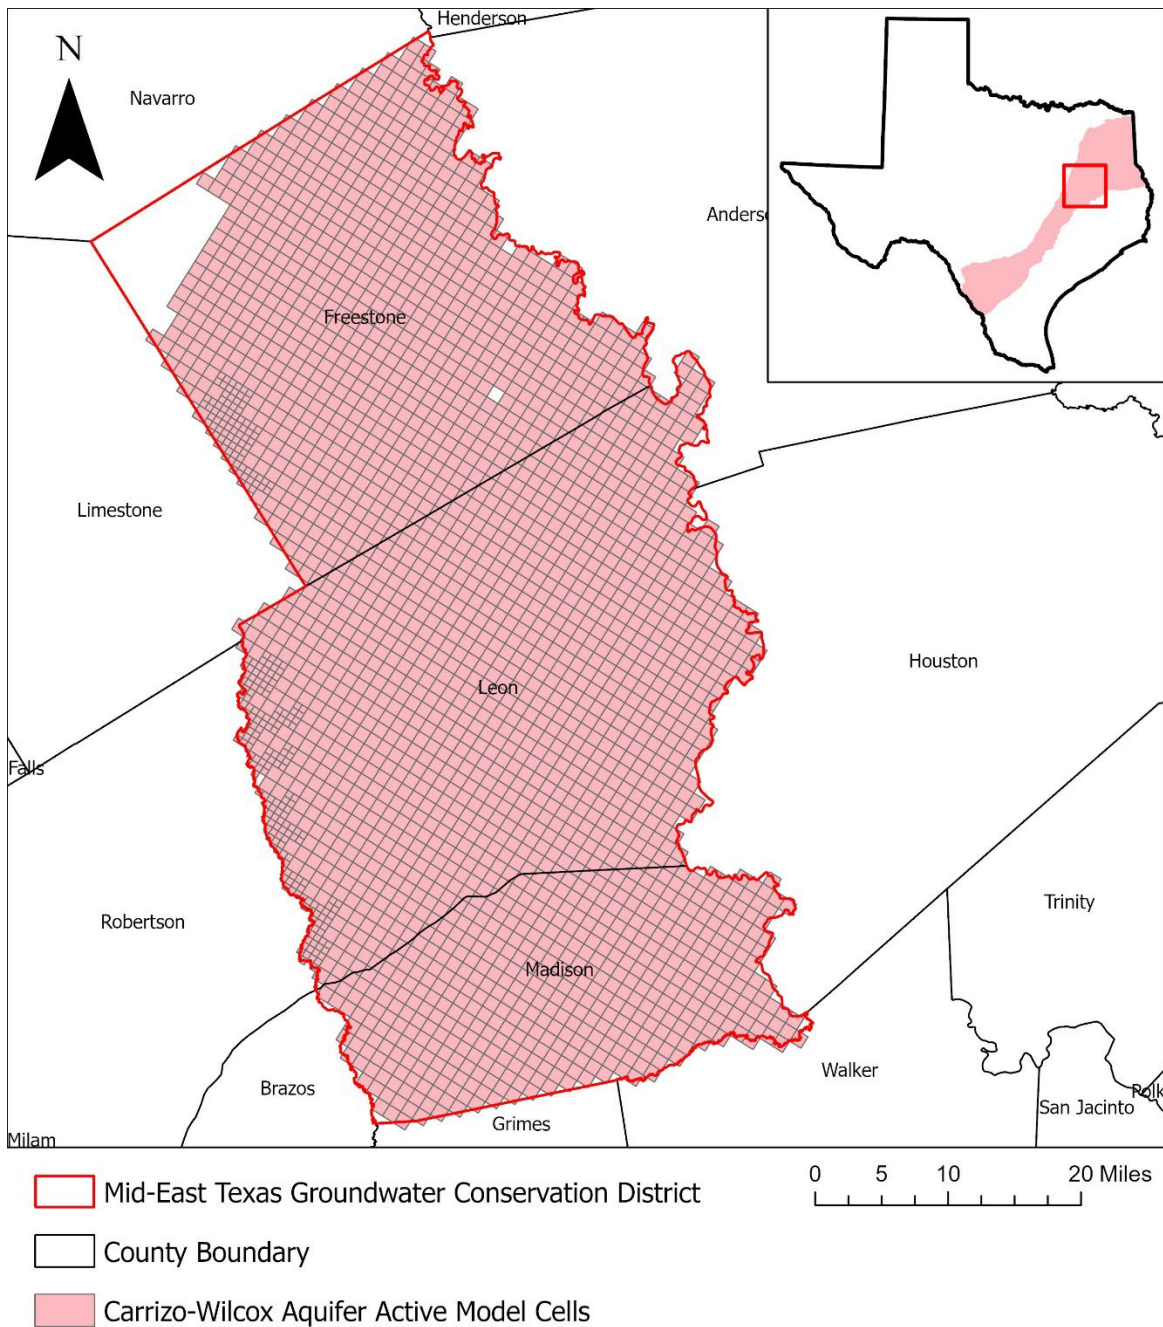 Henderson
N
Navarro
Anders
Freestone
Limestone
Houston
Leon
Falls
Robertson
Trinity
Madison
Walker
Brazos
Polk
San Jacinto
Grimes
Milam
0 5 10 20 Miles
Mid-East Texas Groundwater Conservation District
County Boundary
Carrizo-Wilcox Aquifer Active Model Cells